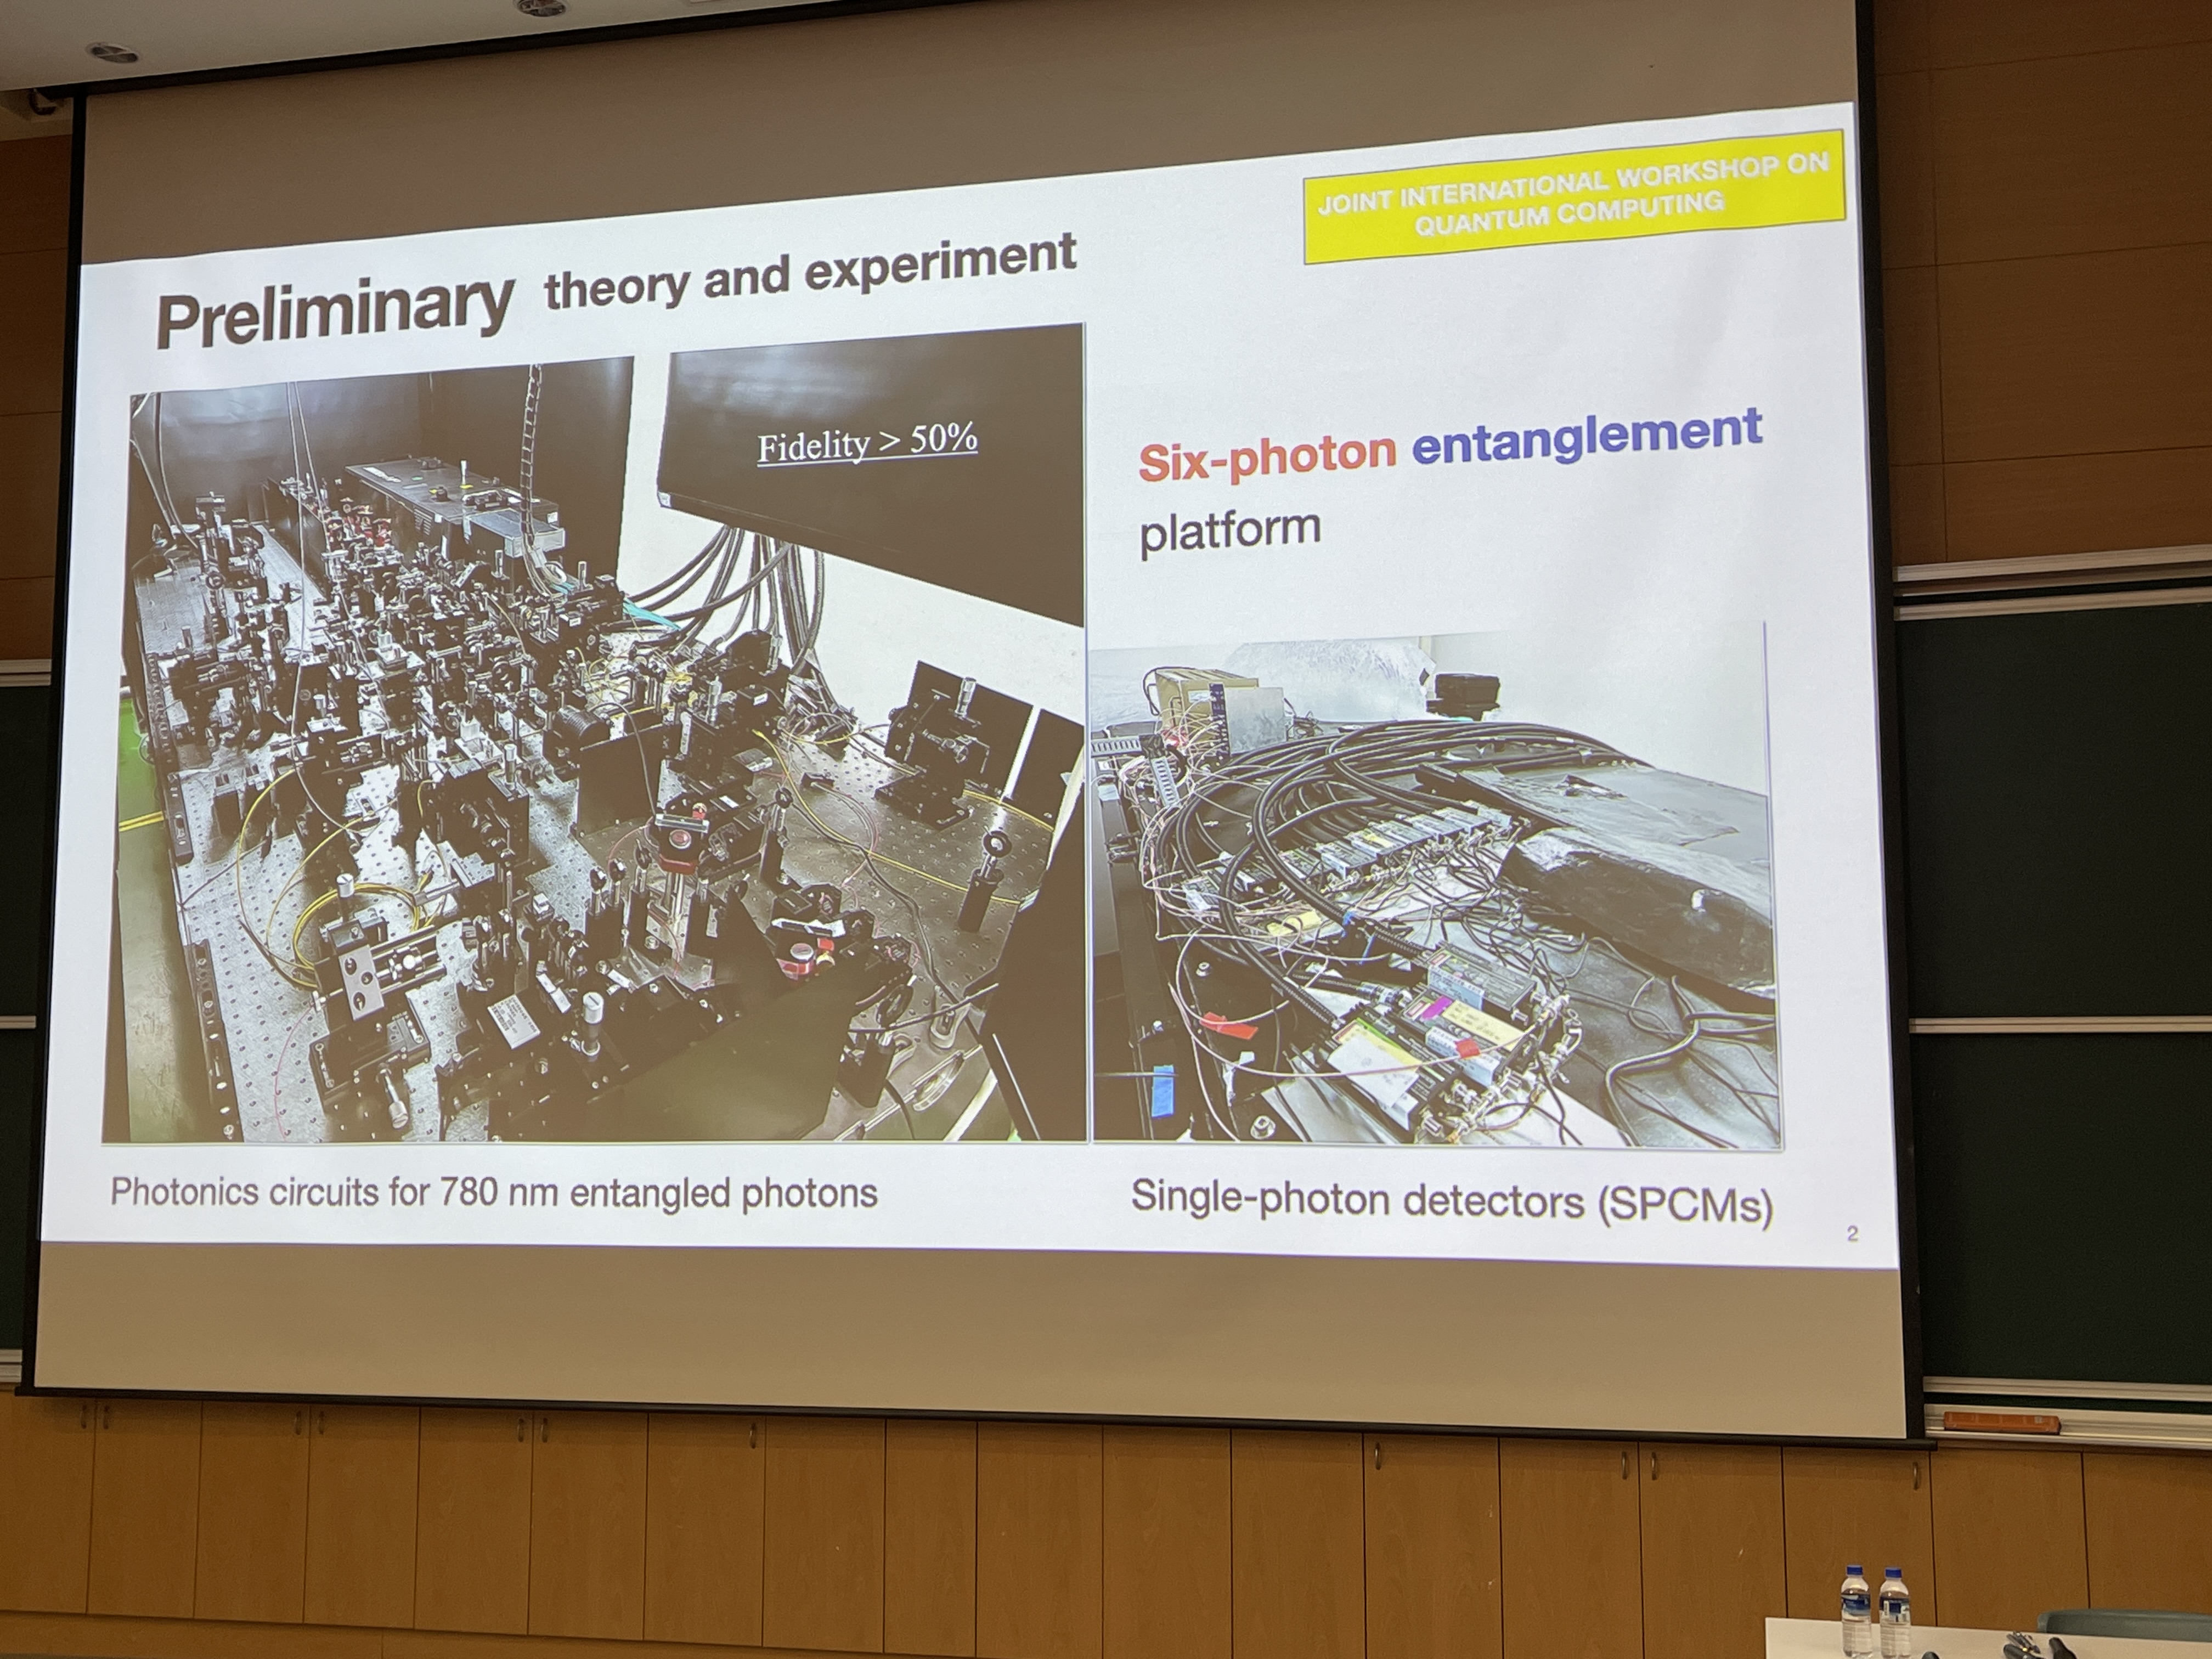 JOINT INTERNATIONAL WORKSHOP ON
QUANTUM COMPUTING
Preliminary theory and experiment
Fidelity > 50%
Six-photon entanglement
platform
Photonics circuits for 780 nm entangled photons
Single-photon detectors (SPCMs)
2